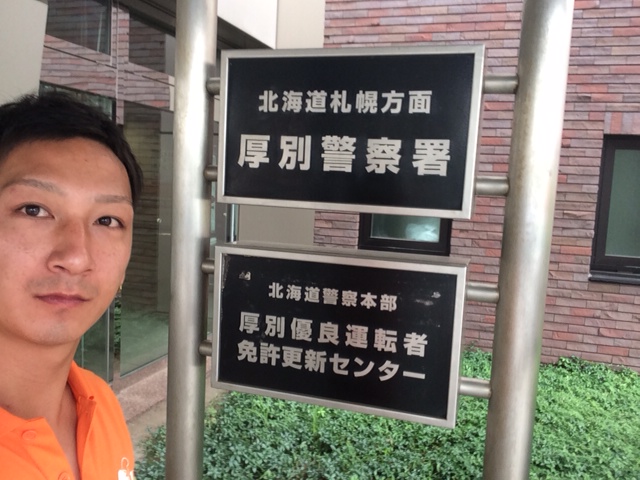 北海道札幌方面
厚別警察署
北海道警察本部
厚別優良運転者
免許更新センター